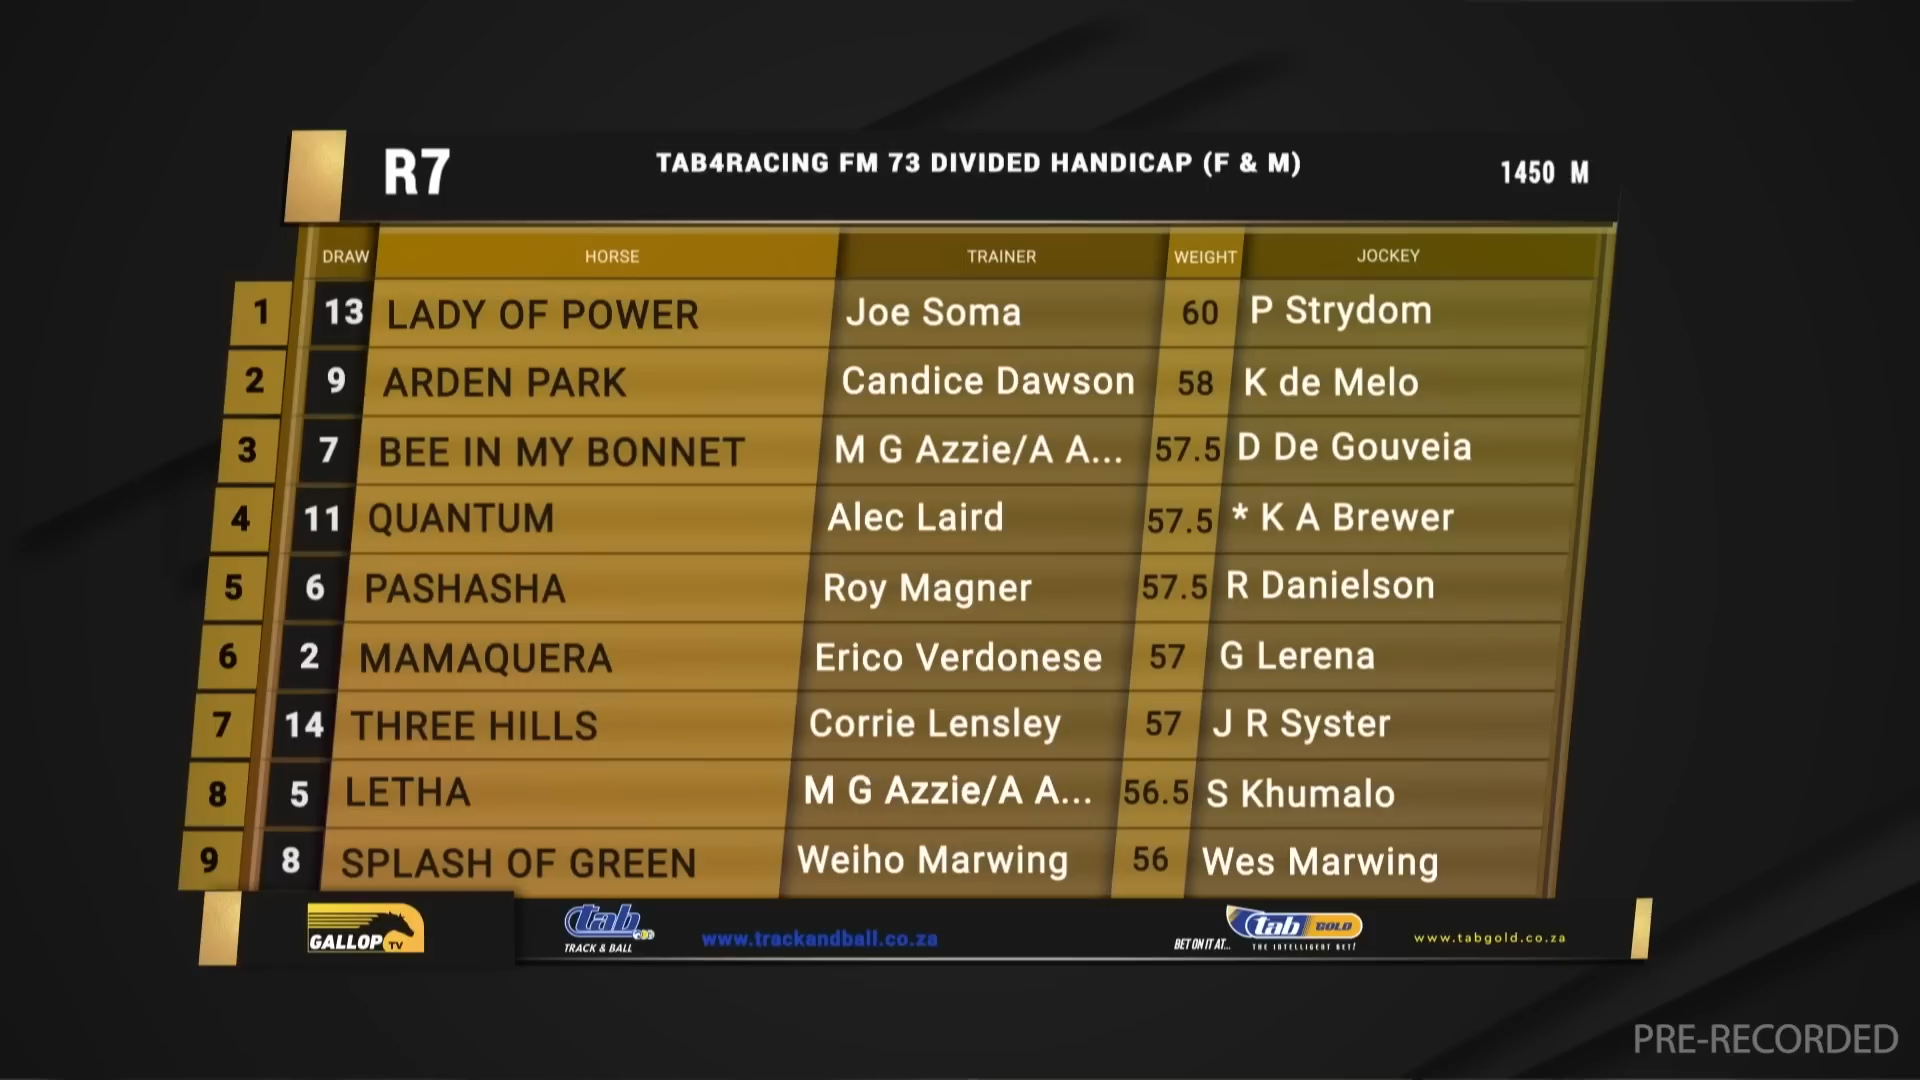 R7 TAB4RACING FM 73 DIVIDED HANDICAP (F & M) 1450 M
DRAW HORSE TRAINER WEIGHT JOCKEY
1 13 LADY OF POWER Joe Soma 60 P Strydom
2 9 ARDEN PARK Candice Dawson 58 K de Melo
3 7 BEE IN MY BONNET M G Azzie/A A... 57.5 D De Gouveia
4 11 QUANTUM Alec Laird 57.5 * K A Brewer
5 6 PASHASHA Roy Magner 57.5 R Danielson
6 2 MAMAQUERA Erico Verdonese 57 G Lerena
7 14 THREE HILLS Corrie Lensley 57 J R Syster
8 5 LETHA M G Azzie/A A... 56.5 S Khumalo
9 8 SPLASH OF GREEN Weiho Marwing 56 Wes Marwing
GALLOP TV
tab
TRACK & BALL
www.trackandball.co.za
BET ON IT AT...
tab GOLD
THE INTELLIGENT BET!
www.tabgold.co.za
PRE-RECORDED